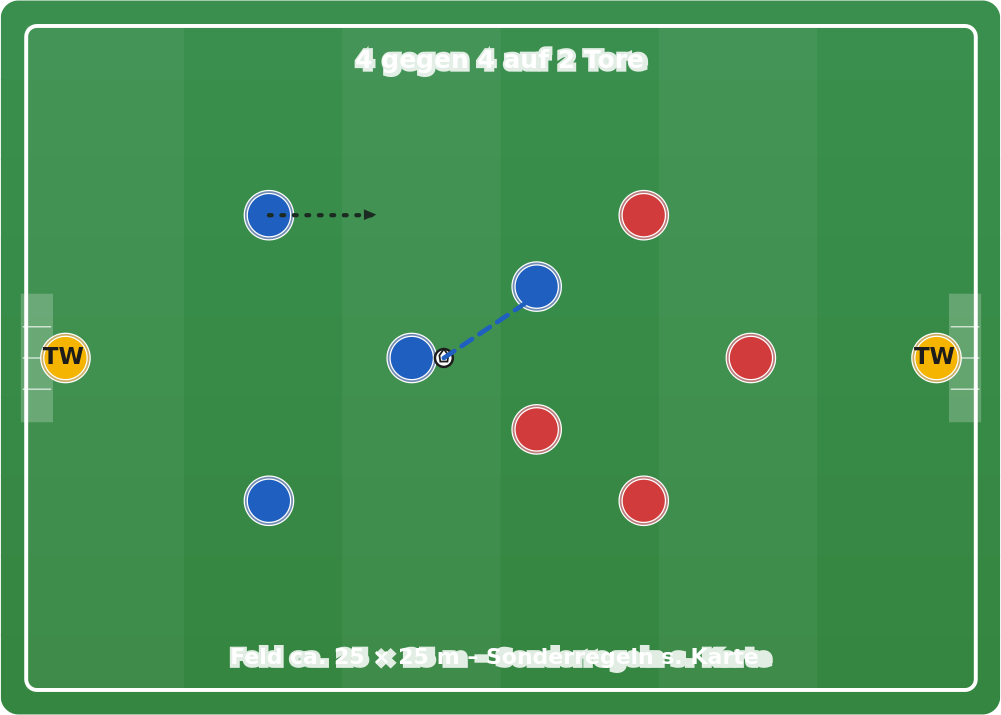 4 gegen 4 auf 2 Tore
TW
TW
Feld ca. 25 × 25 m – Sonderregeln s. Karte